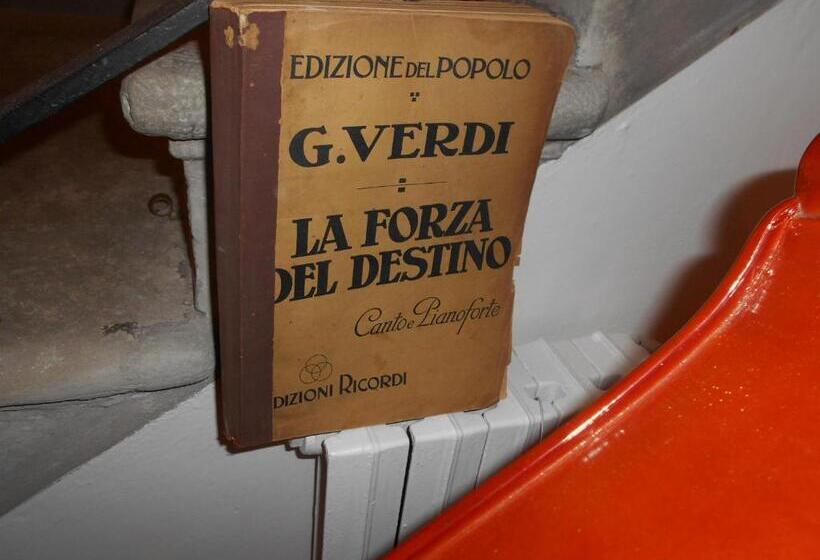 EDIZIONE DEL POPOLO
G. VERDI
LA FORZA
DEL DESTINO
Canto e Pianoforte
DIZIONI RICORDI